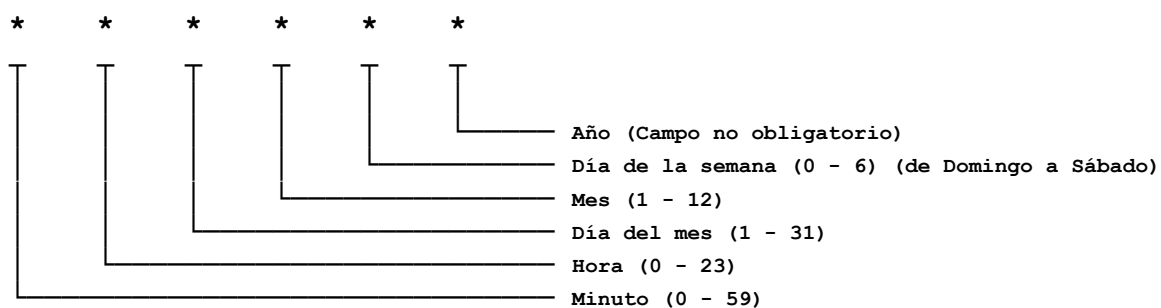 * * * * * *
Año (Campo no obligatorio)
Día de la semana (0 - 6) (de Domingo a Sábado)
Mes (1 - 12)
Día del mes (1 - 31)
Hora (0 - 23)
Minuto (0 - 59)